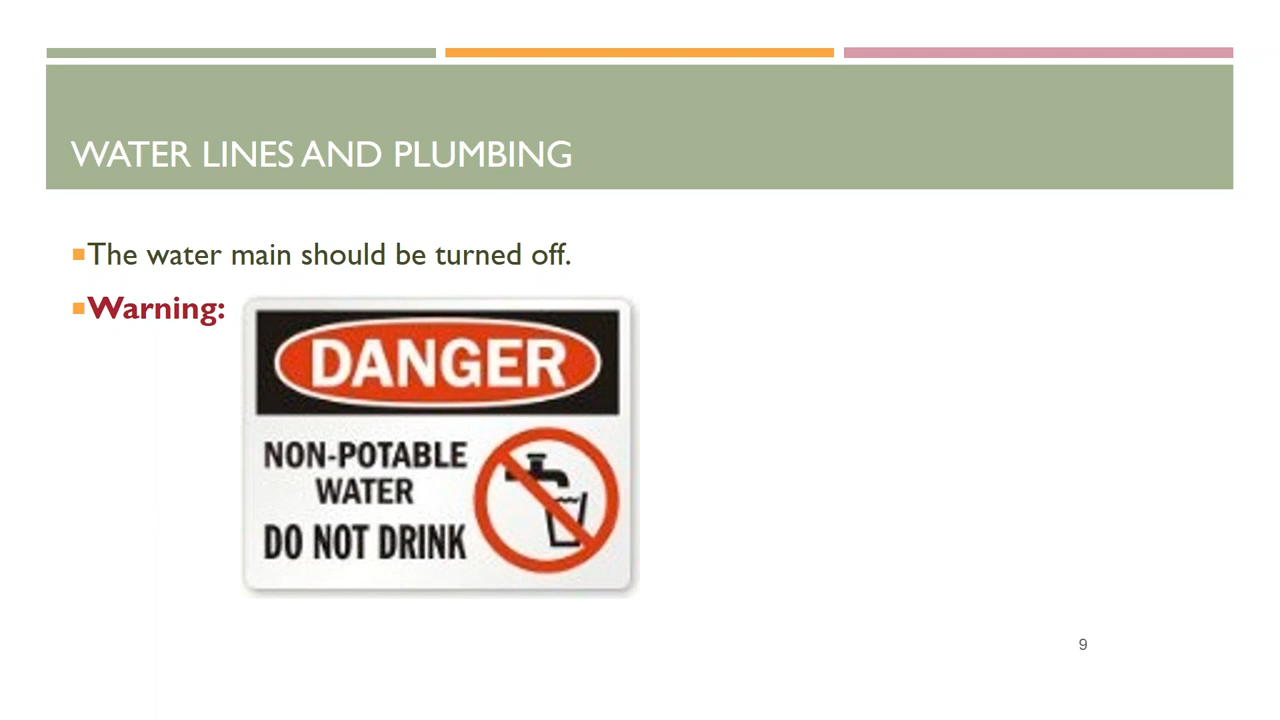 WATER LINES AND PLUMBING
The water main should be turned off.
Warning:
DANGER
NON-POTABLE
WATER
DO NOT DRINK
9